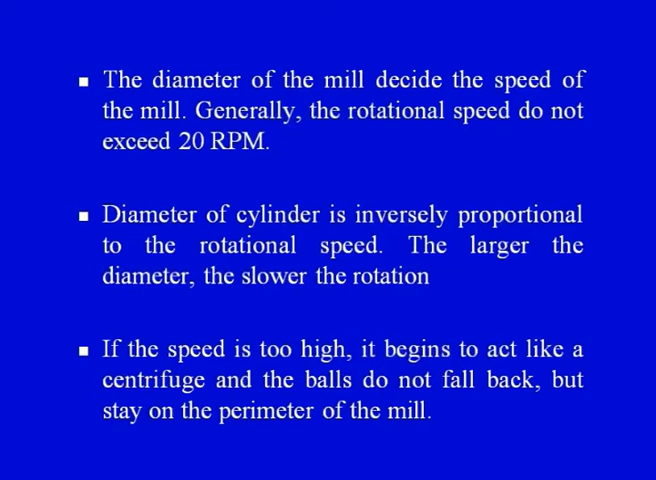 ▪ The diameter of the mill decide the speed of
the mill. Generally, the rotational speed do not
exceed 20 RPM.
▪ Diameter of cylinder is inversely proportional
to the rotational speed. The larger the
diameter, the slower the rotation
▪ If the speed is too high, it begins to act like a
centrifuge and the balls do not fall back, but
stay on the perimeter of the mill.